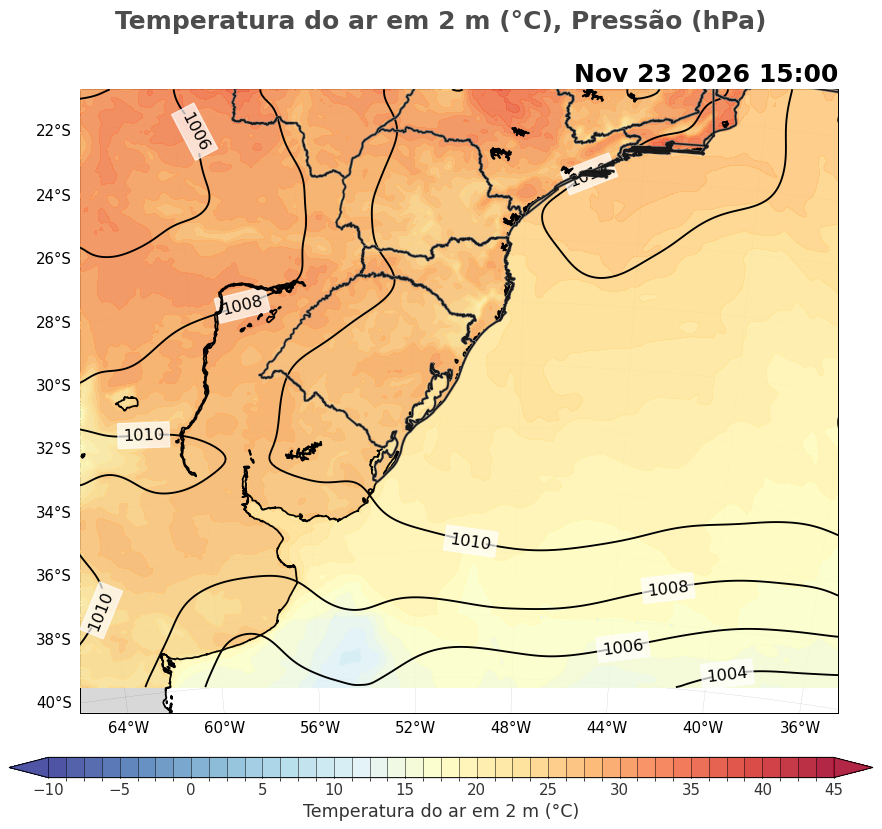 Temperatura do ar em 2 m (°C), Pressão (hPa)
Nov 23 2026 15:00
1006
22°S
24°S
26°S
1008
28°S
30°S
1010
32°S
34°S
1010
36°S
1008
1010
38°S
1006
1004
40°S
64°W 60°W 56°W 52°W 48°W 44°W 40°W 36°W
−10 −5 0 5 10 15 20 25 30 35 40 45
Temperatura do ar em 2 m (°C)